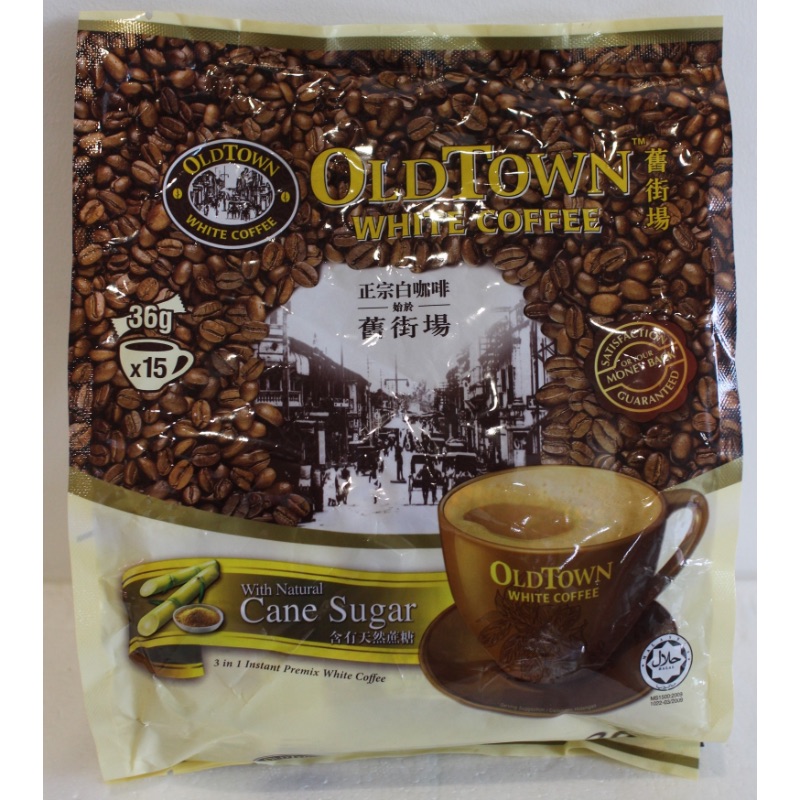 OLDTOWN
WHITE COFFEE
OLDTOWN™
WHITE COFFEE
舊街場
正宗白咖啡
始於
舊街場
36g
x15
SATISFACTION
OR YOUR
MONEY BACK
GUARANTEED
OLDTOWN
WHITE COFFEE
With Natural
Cane Sugar
含有天然蔗糖
3 in 1 Instant Premix White Coffee
حلال